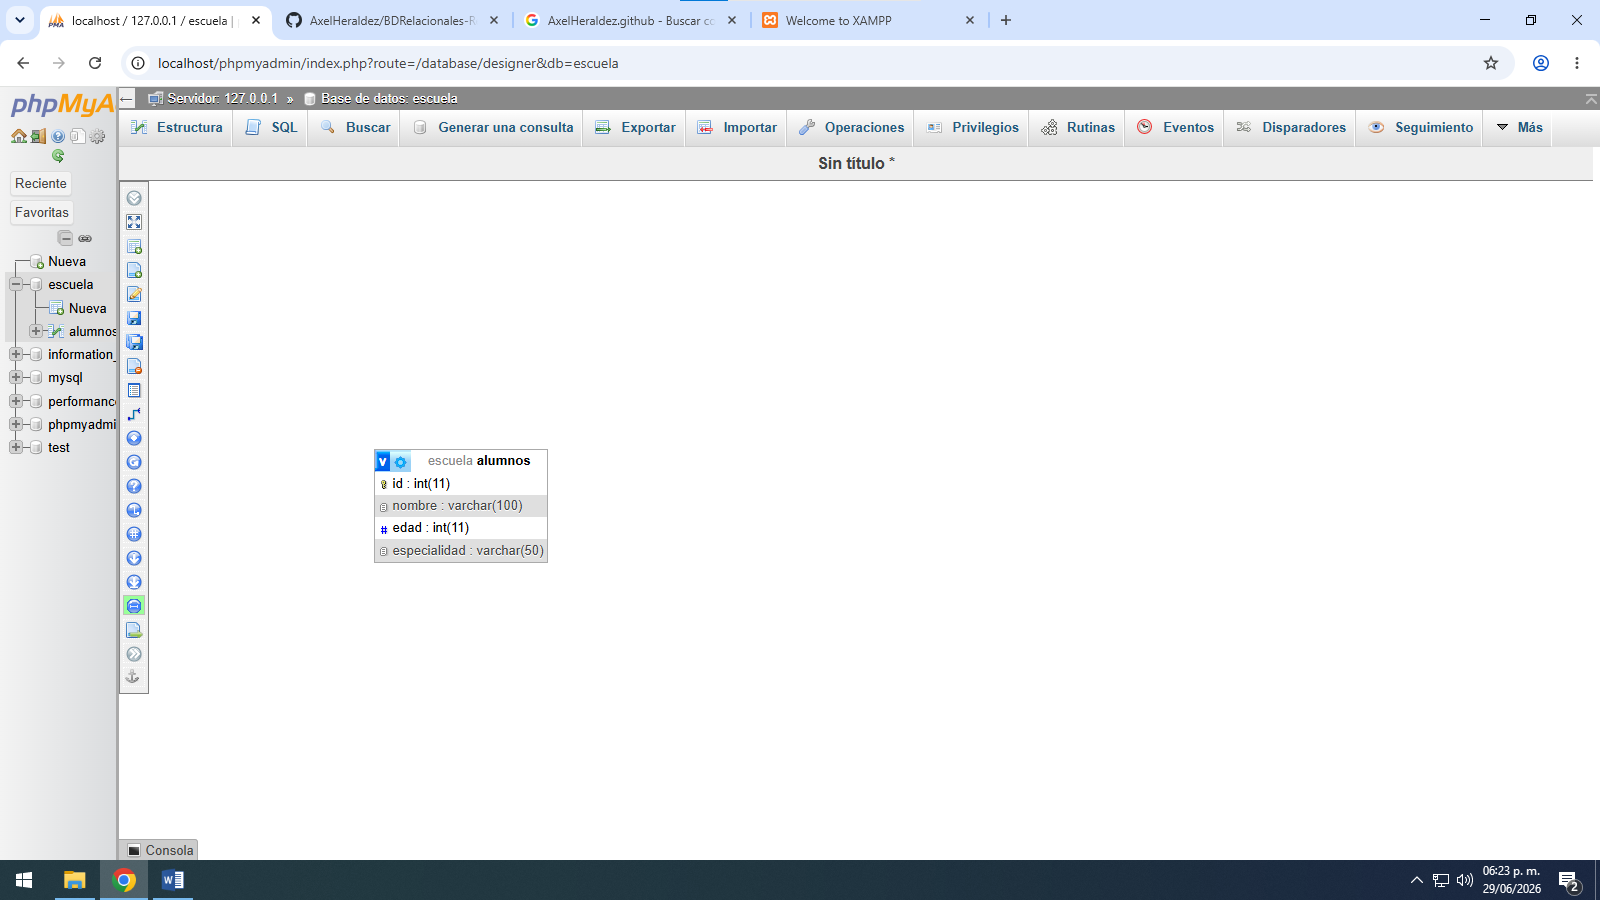 localhost / 127.0.0.1 / escuela |
AxelHeraldez/BDRelacionales-R
AxelHeraldez.github - Buscar co
Welcome to XAMPP
localhost/phpmyadmin/index.php?route=/database/designer&db=escuela
phpMyA
Servidor: 127.0.0.1 » Base de datos: escuela
Estructura SQL Buscar Generar una consulta Exportar Importar Operaciones Privilegios Rutinas Eventos Disparadores Seguimiento Más
Sin título *
Reciente
Favoritas
Nueva
escuela
Nueva
alumnos
information_
mysql
performance
phpmyadmi
test
v escuela alumnos
id : int(11)
nombre : varchar(100)
# edad : int(11)
especialidad : varchar(50)
Consola
06:23 p. m.
29/06/2026
2